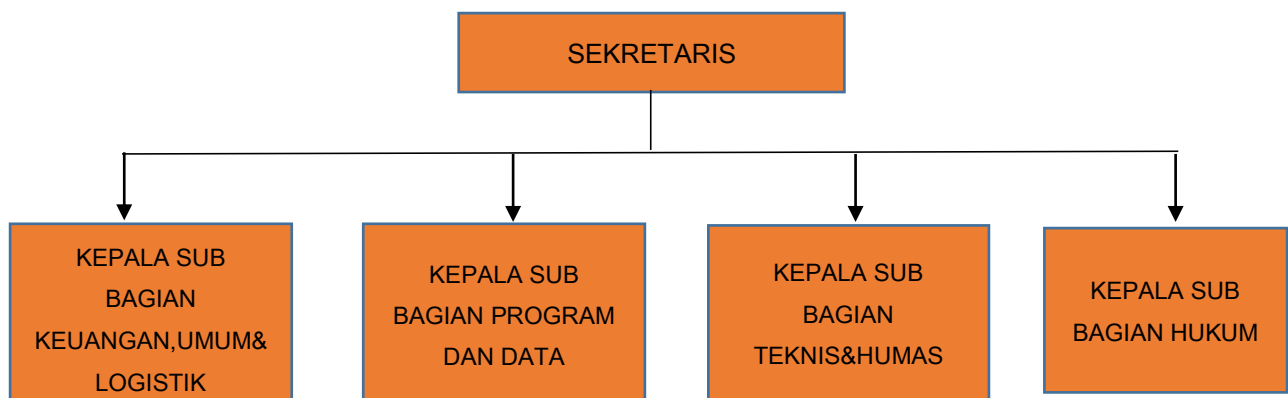 SEKRETARIS
KEPALA SUB
BAGIAN
KEUANGAN,UMUM&
LOGISTIK
KEPALA SUB
BAGIAN PROGRAM
DAN DATA
KEPALA SUB
BAGIAN
TEKNIS&HUMAS
KEPALA SUB
BAGIAN HUKUM